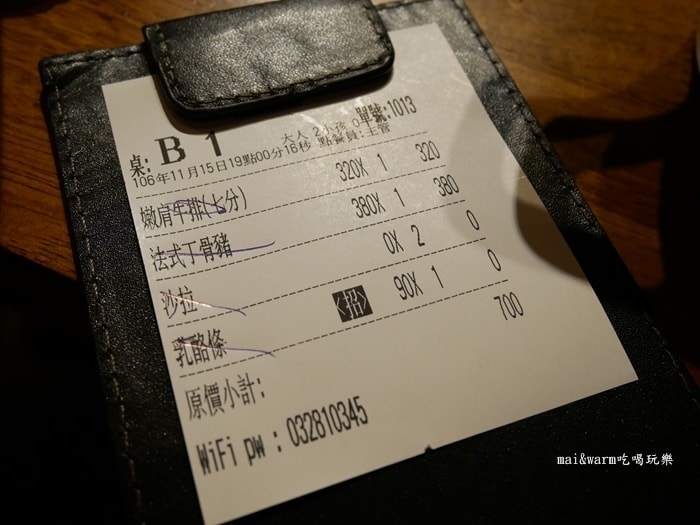 桌: B 1 大人 2小孩 0 單號:1013
106年11月15日19點00分16秒 點餐員:主管
嫩肩牛排(七分) 320X 1 320
法式丁骨豬 380X 1 380
沙拉 0X 2 0
乳酪條 <招> 90X 1 0
原價小計: 700
WiFi pw : 032810345
mai&warm吃喝玩樂